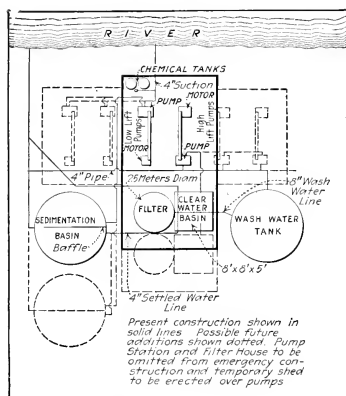 RIVER
CHEMICAL TANKS
4" Suction
MOTOR
PUMP
Low Lift Pumps
High Lift Pumps
MOTOR
PUMP
4" Pipe
25 Meters Diam
18" Wash
Water
Line
SEDIMENTATION
BASIN
Baffle
FILTER
CLEAR
WATER
BASIN
WASH WATER
TANK
8'x8'x5'
4" Settled Water
Line
Present construction shown in
solid lines Possible future
additions shown dotted. Pump
Station and Filter House to be
omitted from emergency con-
struction and temporary shed
to be erected over pumps